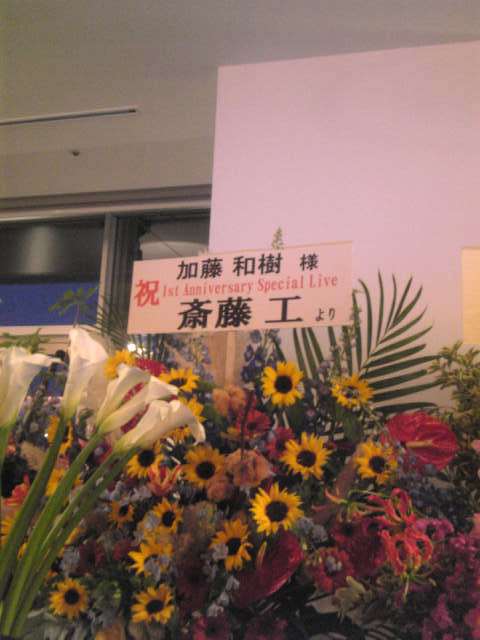 加藤 和樹 様
祝 1st Anniversary Special Live
斎藤 工 より